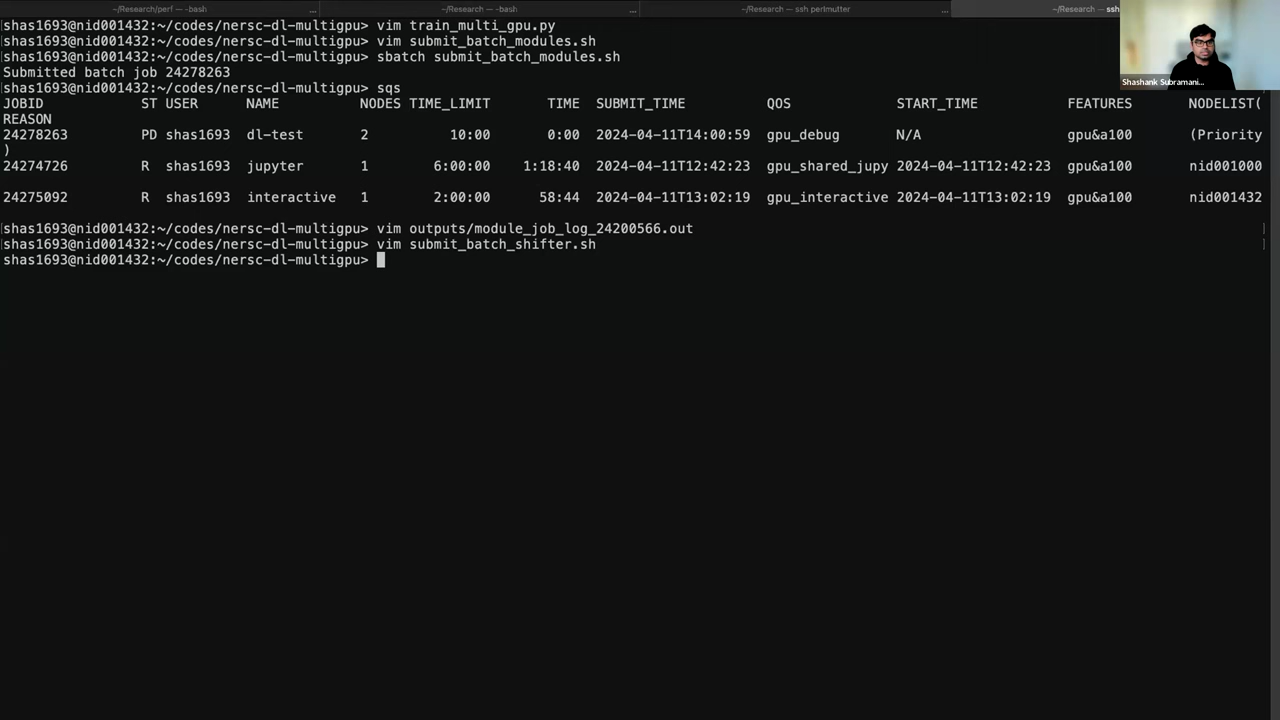 ~/Research/perf — -bash ... ~/Research — -bash ... ~/Research — ssh perlmutter ... ~/Research — ssh
shas1693@nid001432:~/codes/nersc-dl-multigpu> vim train_multi_gpu.py
shas1693@nid001432:~/codes/nersc-dl-multigpu> vim submit_batch_modules.sh
shas1693@nid001432:~/codes/nersc-dl-multigpu> sbatch submit_batch_modules.sh
Submitted batch job 24278263
shas1693@nid001432:~/codes/nersc-dl-multigpu> sqs
JOBID ST USER NAME NODES TIME_LIMIT TIME SUBMIT_TIME QOS START_TIME FEATURES NODELIST(
REASON
24278263 PD shas1693 dl-test 2 10:00 0:00 2024-04-11T14:00:59 gpu_debug N/A gpu&a100 (Priority
)
24274726 R shas1693 jupyter 1 6:00:00 1:18:40 2024-04-11T12:42:23 gpu_shared_jupy 2024-04-11T12:42:23 gpu&a100 nid001000
24275092 R shas1693 interactive 1 2:00:00 58:44 2024-04-11T13:02:19 gpu_interactive 2024-04-11T13:02:19 gpu&a100 nid001432
shas1693@nid001432:~/codes/nersc-dl-multigpu> vim outputs/module_job_log_24200566.out
shas1693@nid001432:~/codes/nersc-dl-multigpu> vim submit_batch_shifter.sh
shas1693@nid001432:~/codes/nersc-dl-multigpu>
Shashank Subramani...